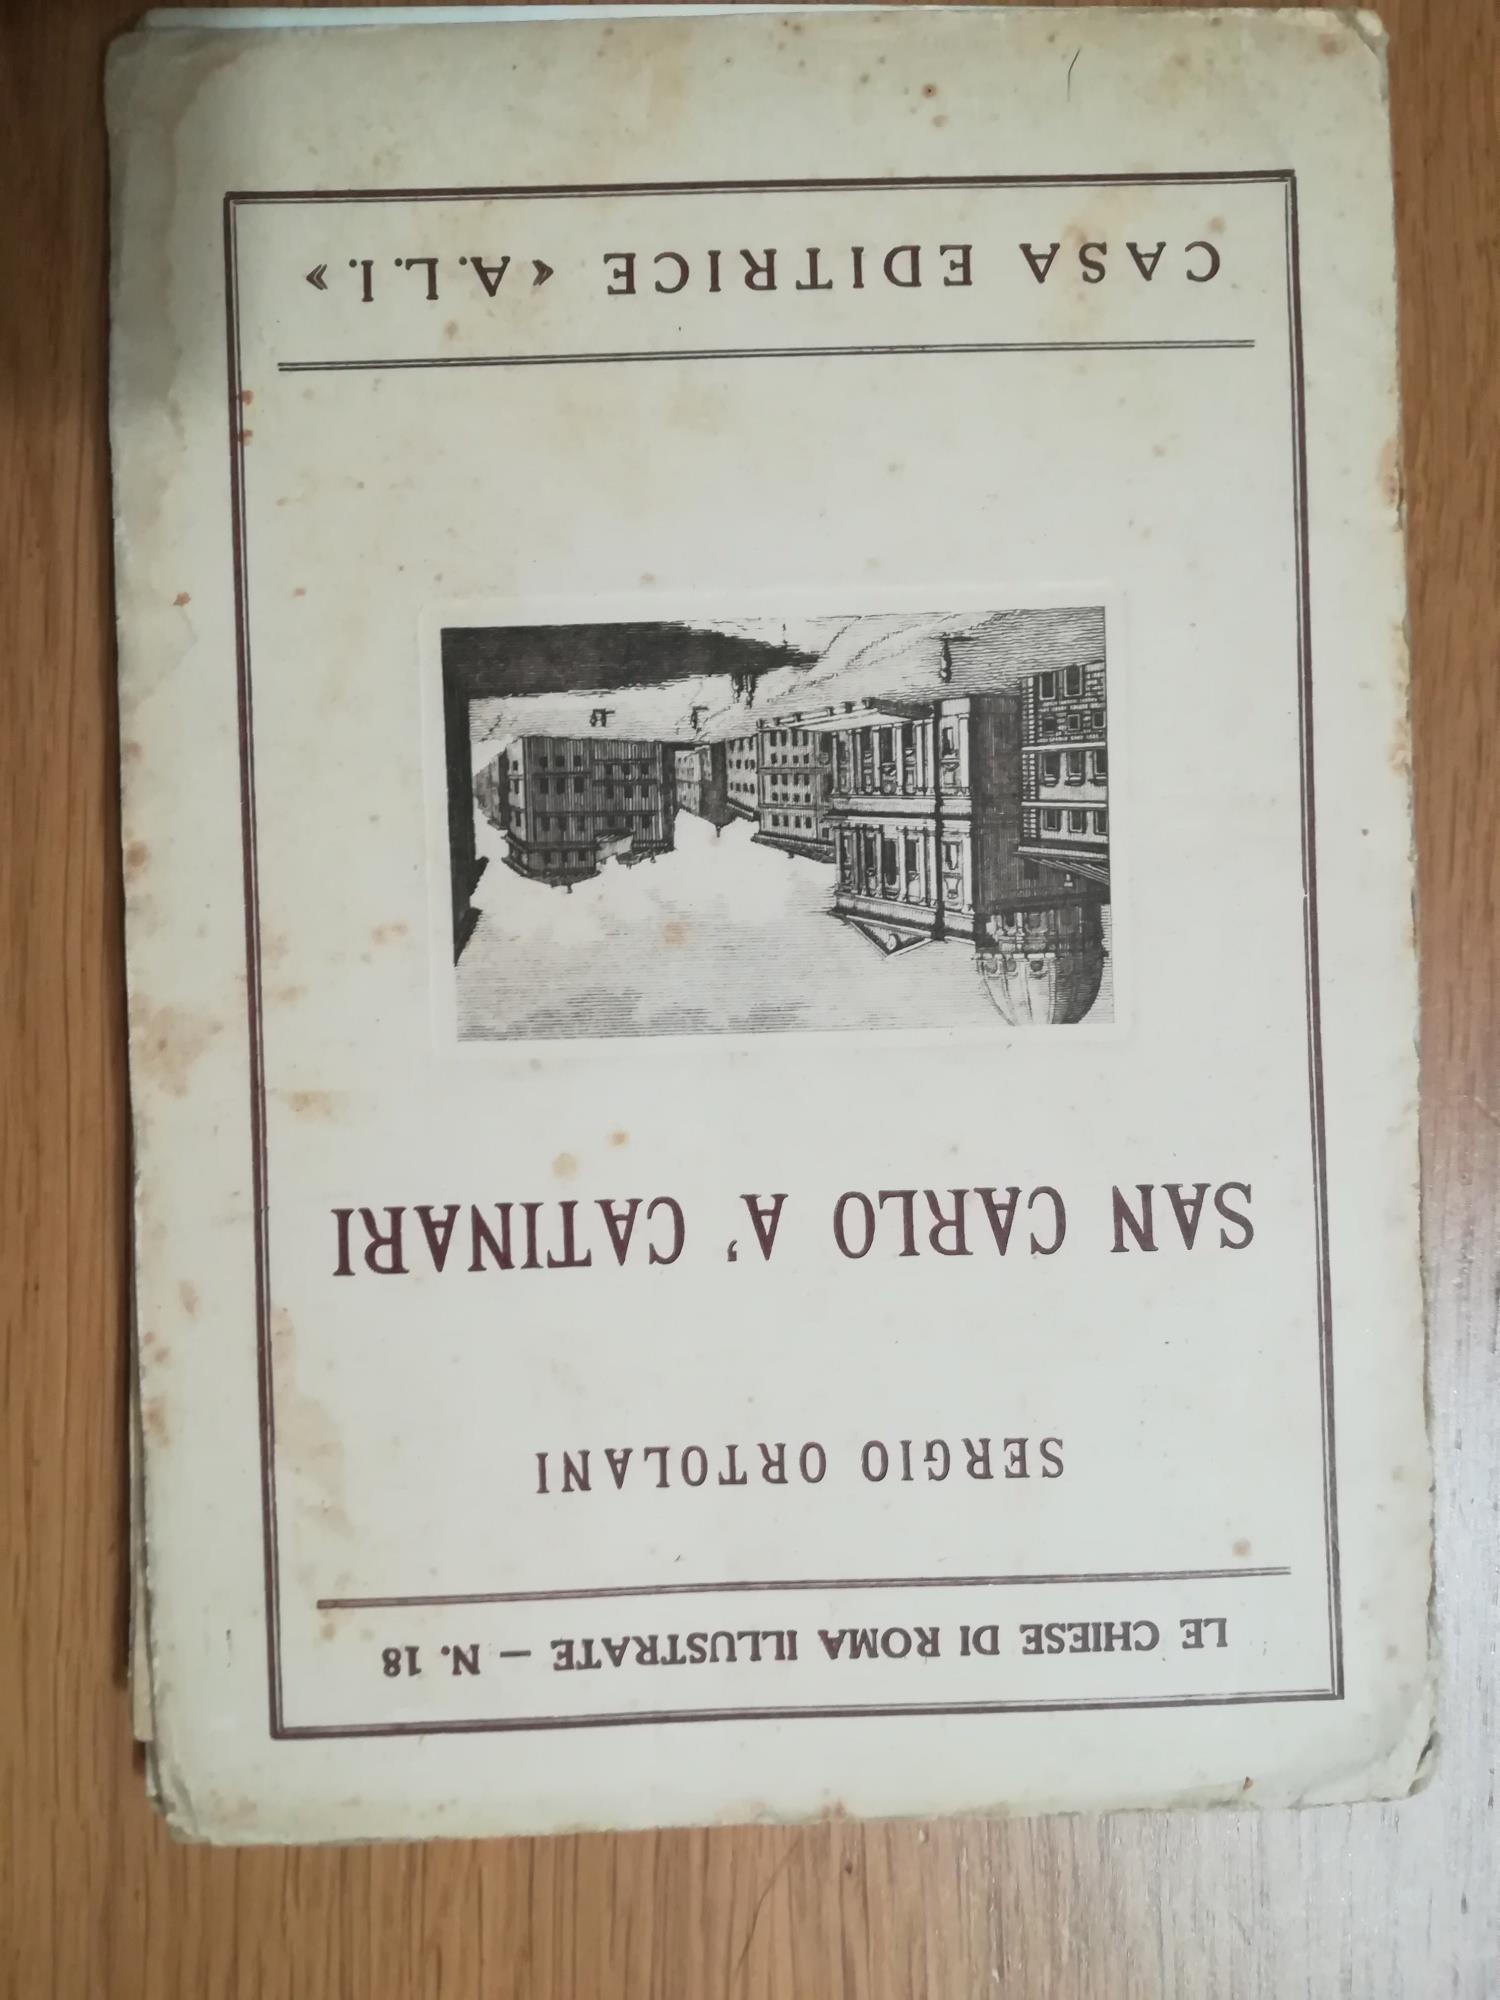 LE CHIESE DI ROMA ILLUSTRATE – N. 18
SERGIO ORTOLANI
SAN CARLO A' CATINARI
CASA EDITRICE « A.L.I. »